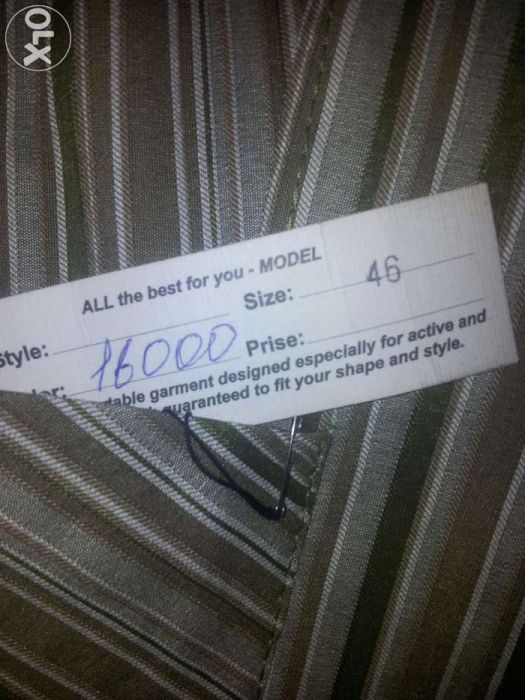 OLX
ALL the best for you - MODEL
Style: Size: 46
16000 Prise:
table garment designed especially for active and
guaranteed to fit your shape and style.